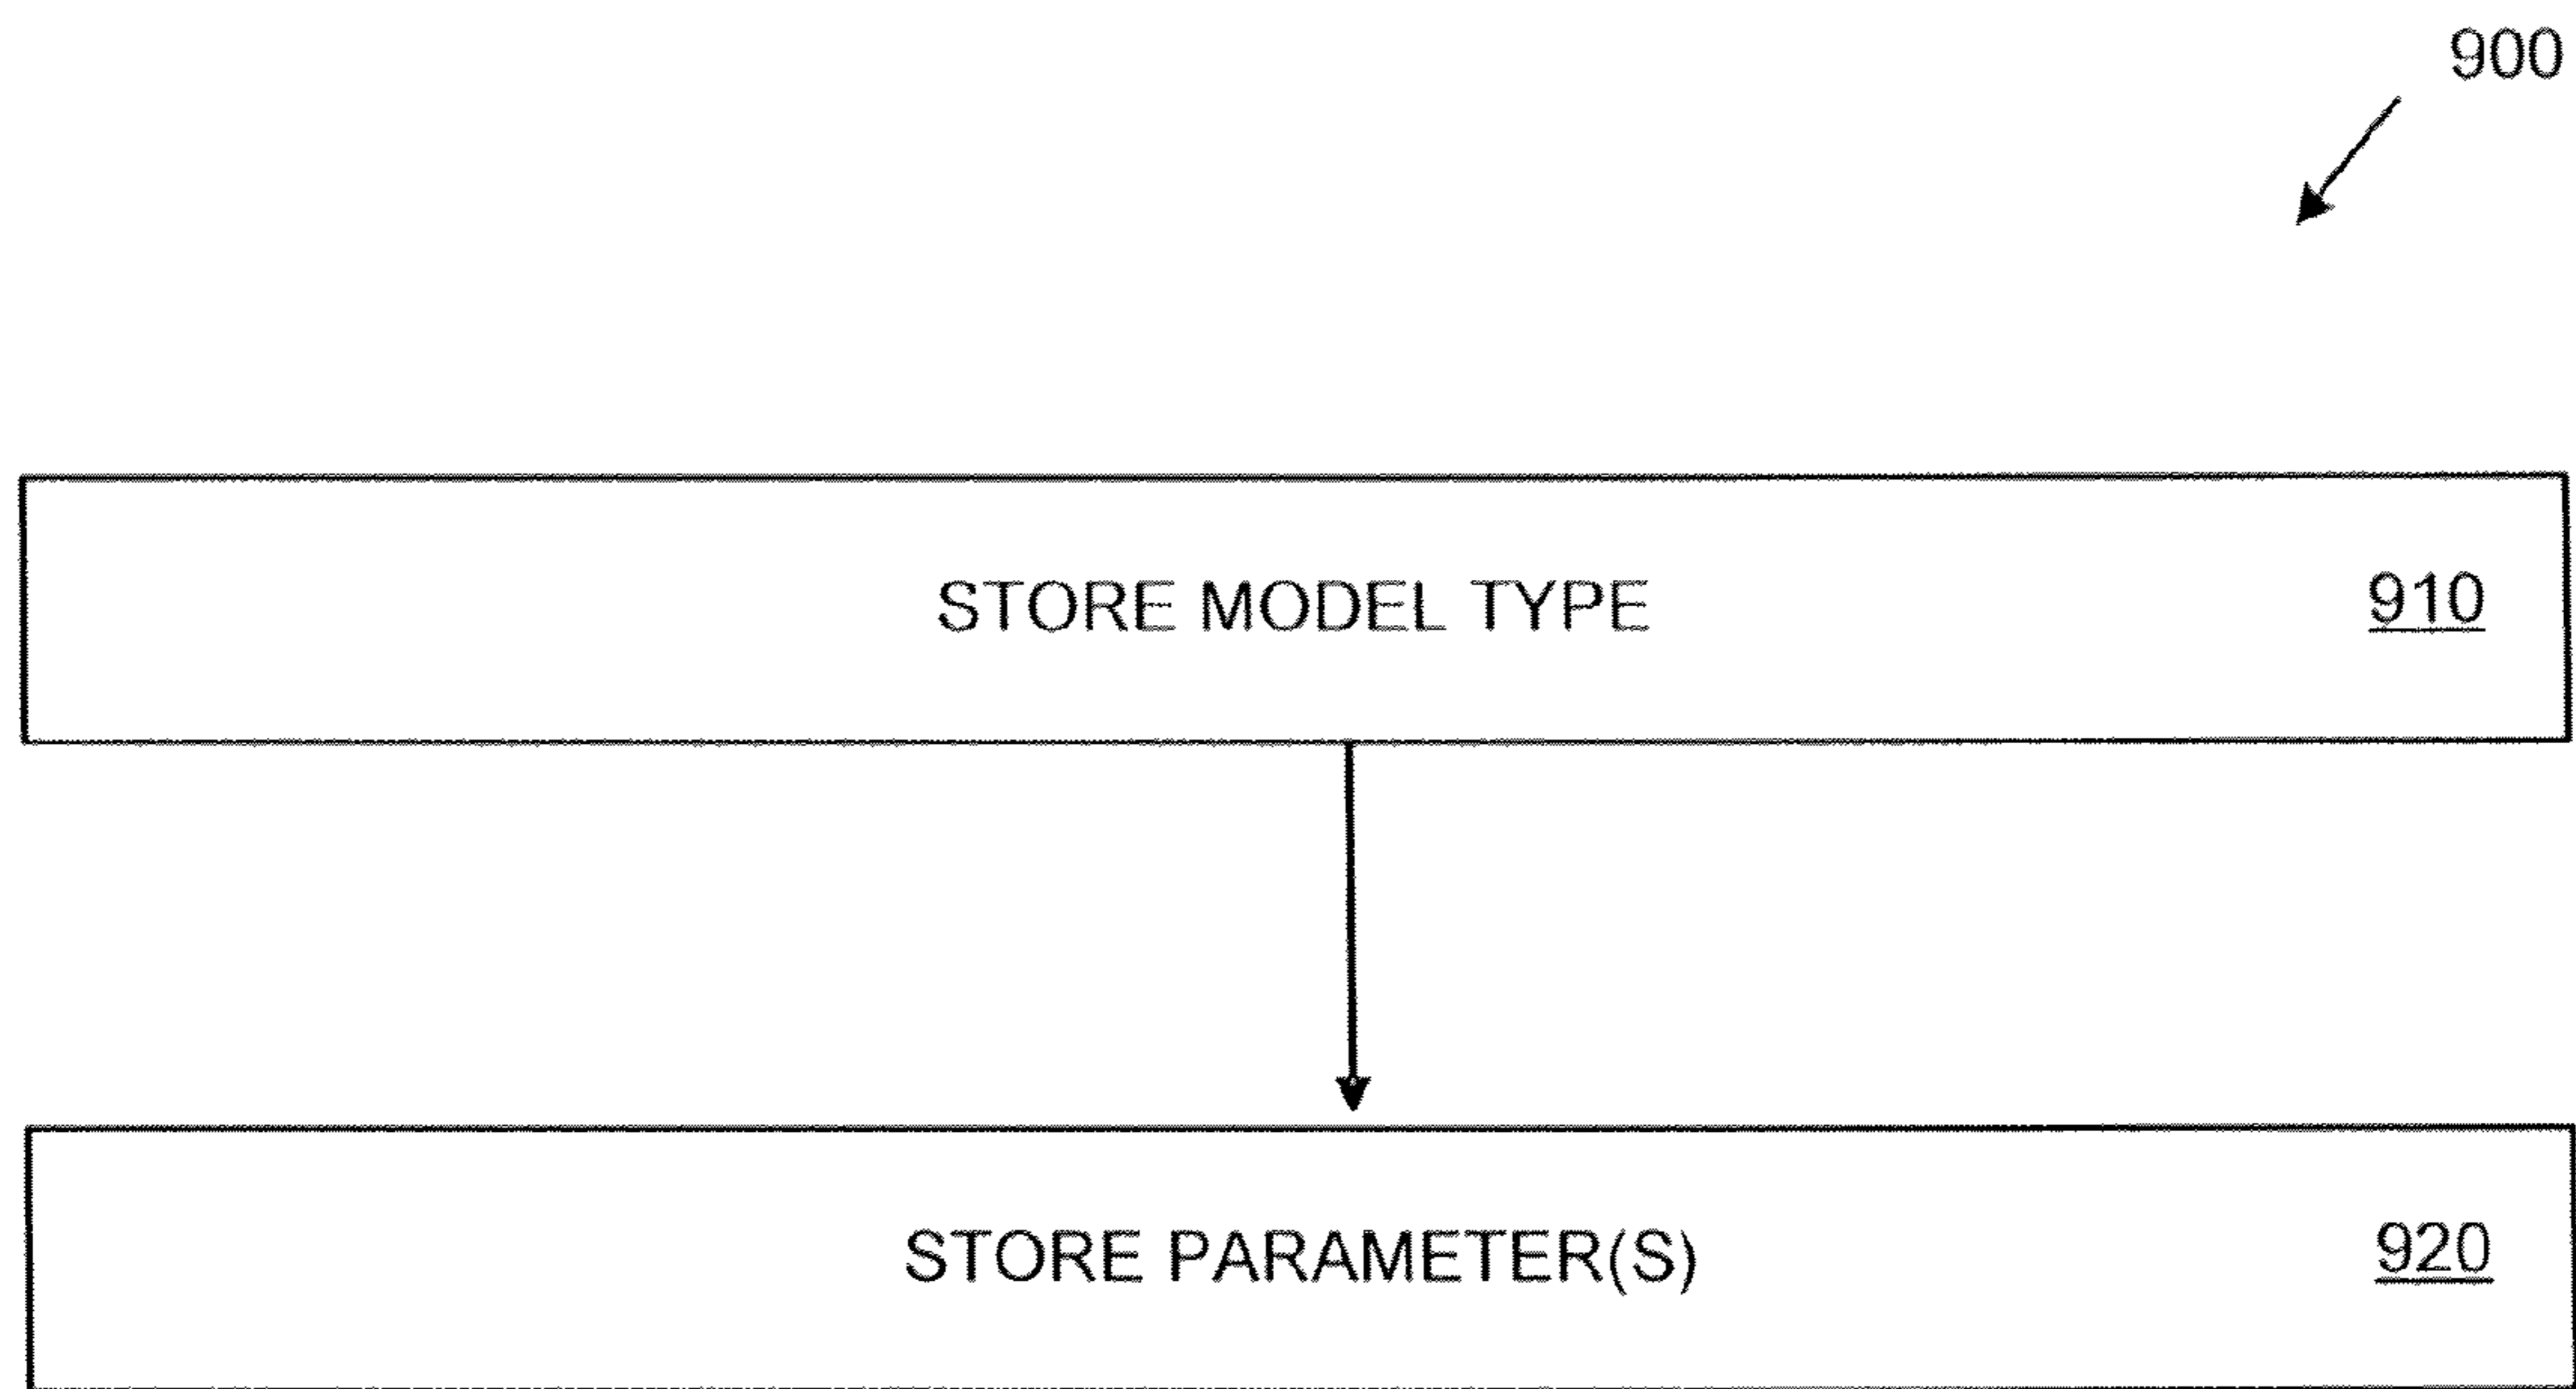 900
STORE MODEL TYPE 910
STORE PARAMETER(S) 920